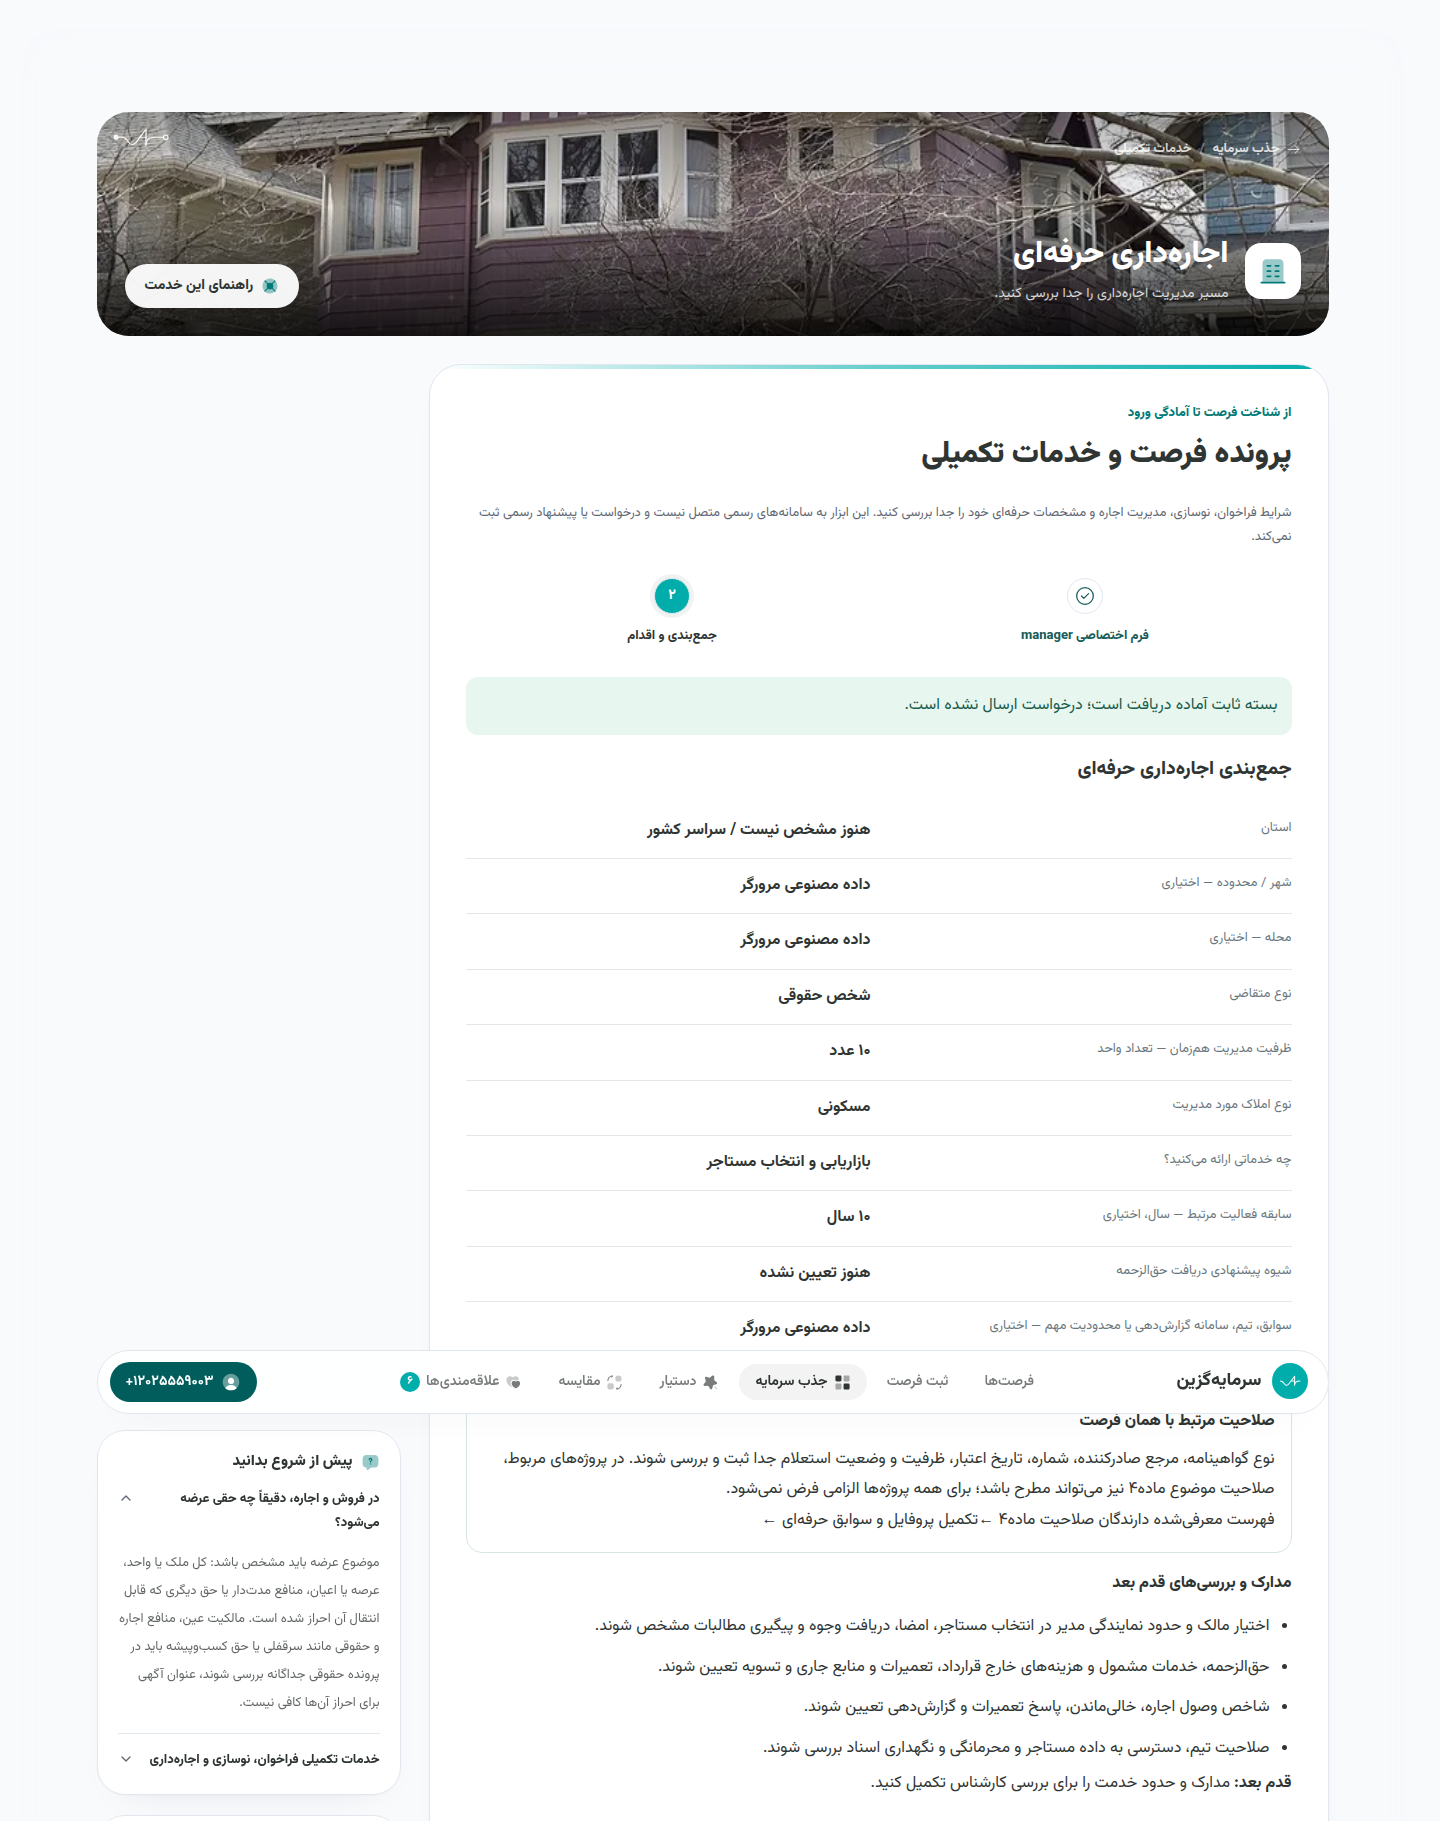 جذب سرمایه / خدمات تکمیلی
اجاره‌داری حرفه‌ای
مسیر مدیریت اجاره‌داری را جدا بررسی کنید.
راهنمای این خدمت
از شناخت فرصت تا آمادگی ورود
پرونده فرصت و خدمات تکمیلی
شرایط فراخوان، نوسازی، مدیریت اجاره و مشخصات حرفه‌ای خود را جدا بررسی کنید. این ابزار به سامانه‌های رسمی متصل نیست و درخواست یا پیشنهاد رسمی ثبت
نمی‌کند.
۲
فرم اختصاصی manager
جمع‌بندی و اقدام
بسته ثابت آماده دریافت است؛ درخواست ارسال نشده است.
جمع‌بندی اجاره‌داری حرفه‌ای
استان
هنوز مشخص نیست / سراسر کشور
شهر / محدوده — اختیاری
داده مصنوعی مرورگر
محله — اختیاری
داده مصنوعی مرورگر
نوع متقاضی
شخص حقوقی
ظرفیت مدیریت هم‌زمان — تعداد واحد
۱۰ عدد
نوع املاک مورد مدیریت
مسکونی
چه خدماتی ارائه می‌کنید؟
بازاریابی و انتخاب مستاجر
سابقه فعالیت مرتبط — سال، اختیاری
۱۰ سال
شیوه پیشنهادی دریافت حق‌الزحمه
هنوز تعیین نشده
سوابق، تیم، سامانه گزارش‌دهی یا محدودیت مهم — اختیاری
داده مصنوعی مرورگر
سرمایه‌گزین
فرصت‌ها
ثبت فرصت
جذب سرمایه
دستیار
مقایسه
علاقه‌مندی‌ها ۶
+۱۲۰۲۵۵۵۹۰۰۳
صلاحیت مرتبط با همان فرصت
نوع گواهینامه، مرجع صادرکننده، شماره، تاریخ اعتبار، ظرفیت و وضعیت استعلام جدا ثبت و بررسی شوند. در پروژه‌های مربوط،
صلاحیت موضوع ماده۴ نیز می‌تواند مطرح باشد؛ برای همه پروژه‌ها الزامی فرض نمی‌شود.
فهرست معرفی‌شده دارندگان صلاحیت ماده۴ ← تکمیل پروفایل و سوابق حرفه‌ای ←
مدارک و بررسی‌های قدم بعد
• اختیار مالک و حدود نمایندگی مدیر در انتخاب مستاجر، امضا، دریافت وجوه و پیگیری مطالبات مشخص شوند.
• حق‌الزحمه، خدمات مشمول و هزینه‌های خارج قرارداد، تعمیرات و منابع جاری و تسویه تعیین شوند.
• شاخص وصول اجاره، خالی‌ماندن، پاسخ تعمیرات و گزارش‌دهی تعیین شوند.
• صلاحیت تیم، دسترسی به داده مستاجر و محرمانگی و نگهداری اسناد بررسی شوند.
قدم بعد: مدارک و حدود خدمت را برای بررسی کارشناس تکمیل کنید.
پیش از شروع بدانید
در فروش و اجاره، دقیقاً چه حقی عرضه
می‌شود؟
موضوع عرضه باید مشخص باشد: کل ملک یا واحد،
عرصه یا اعیان، منافع مدت‌دار یا حق دیگری که قابل
انتقال آن احراز شده است. مالکیت عین، منافع اجاره
و حقوقی مانند سرقفلی یا حق کسب‌وپیشه باید در
پرونده حقوقی جداگانه بررسی شوند، عنوان آگهی
برای احراز آن‌ها کافی نیست.
خدمات تکمیلی فراخوان، نوسازی و اجاره‌داری